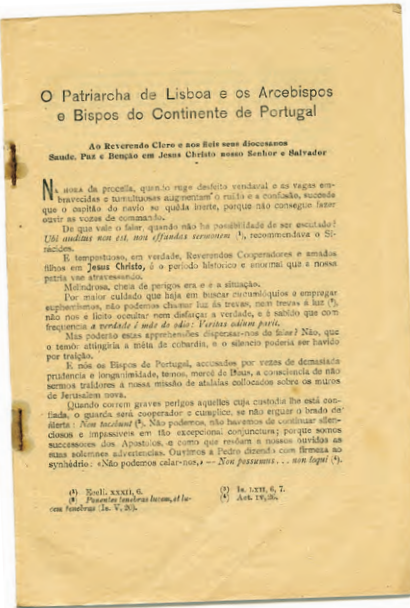 O Patriarcha de Lisboa e os Arcebispos
e Bispos do Continente de Portugal
Ao Reverendo Clero e aos fieis seus diocesanos
Saude, Paz e Benção em Jesus Christo nosso Senhor e Salvador
NA HORA da procella, quando ruge desfeito vendaval e as vagas em-
bravecidas e tumultuosas augmentam o ruido e a confusão, succede
que o capitão do navio se quéda inerte, porque não consegue fazer
ouvir as vozes de commando.
De que vale o falar, quando não ha possibilidade de ser escutado?
Ubi auditus non est, non effundas sermonem (¹), recommendava o Si-
racides.
E tempestuoso, em verdade, Reverendos Cooperadores e amados
filhos em Jesus Christo, é o periodo historico e anormal que a nossa
patria vae atravessando.
Melindrosa, cheia de perigos era e é a situação.
Por maior cuidado que haja em buscar circumloquios e empregar
euphemismos, não podemos chamar luz ás trevas, nem trevas á luz (²),
não nos é licito occultar nem disfarçar a verdade, e é sabido que com
frequencia a verdade é mãe do odio: Veritas odium parit.
Mas poderão estas apprehensões dispensar-nos de falar? Não, que
o temôr attingiria a méta de cobardia, e o silencio poderia ser havido
por traição.
E nós os Bispos de Portugal, accusados por vezes de demasiada
prudencia e longanimidade, temos, mercê de Deus, a consciencia de não
sermos traidores á nossa missão de atalaias collocados sobre os muros
de Jerusalem nova.
Quando correm graves perigos aquelles cuja custodia lhe está con-
fiada, o guarda será cooperador e cumplice, se não erguer o brado de
álerta: Non tacebunt (³). Não podemos, não havemos de continuar silen-
ciosos e impassiveis em tão excepcional conjunctura; porque somos
successores dos Apostolos, e como que resôam a nossos ouvidos as
suas solemnes advertencias. Ouvimos a Pedro dizendo com firmeza ao
synhédrio: «Não podemos calar-nos,» — Non possumus... non loqui (⁴).
(¹) Eccli. XXXII, 6.
(²) Ponentes tenebras lucem, et lu-
cem tenebras (Is. V, 20).
(³) Is. LXII, 6, 7.
(⁴) Act. IV, 20.